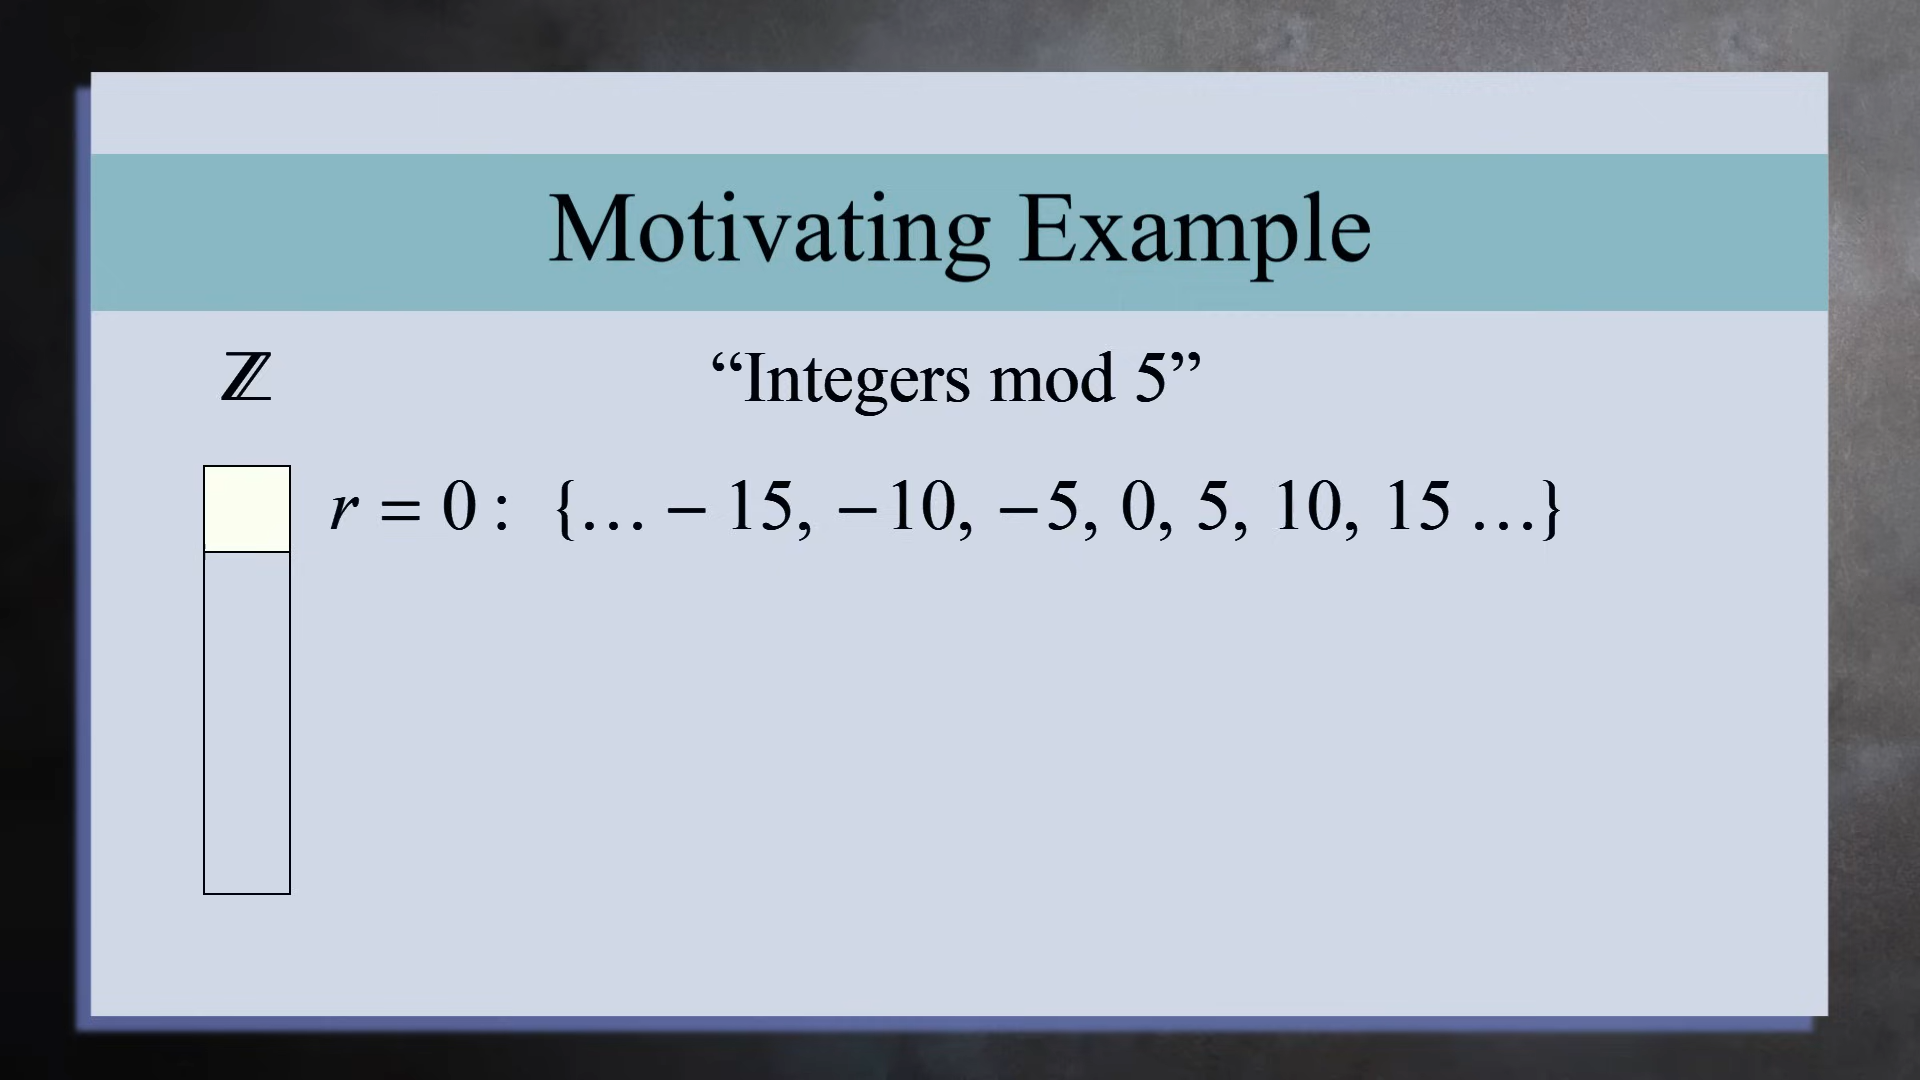 Motivating Example
ℤ “Integers mod 5”
r = 0 : {… − 15, −10, −5, 0, 5, 10, 15 …}